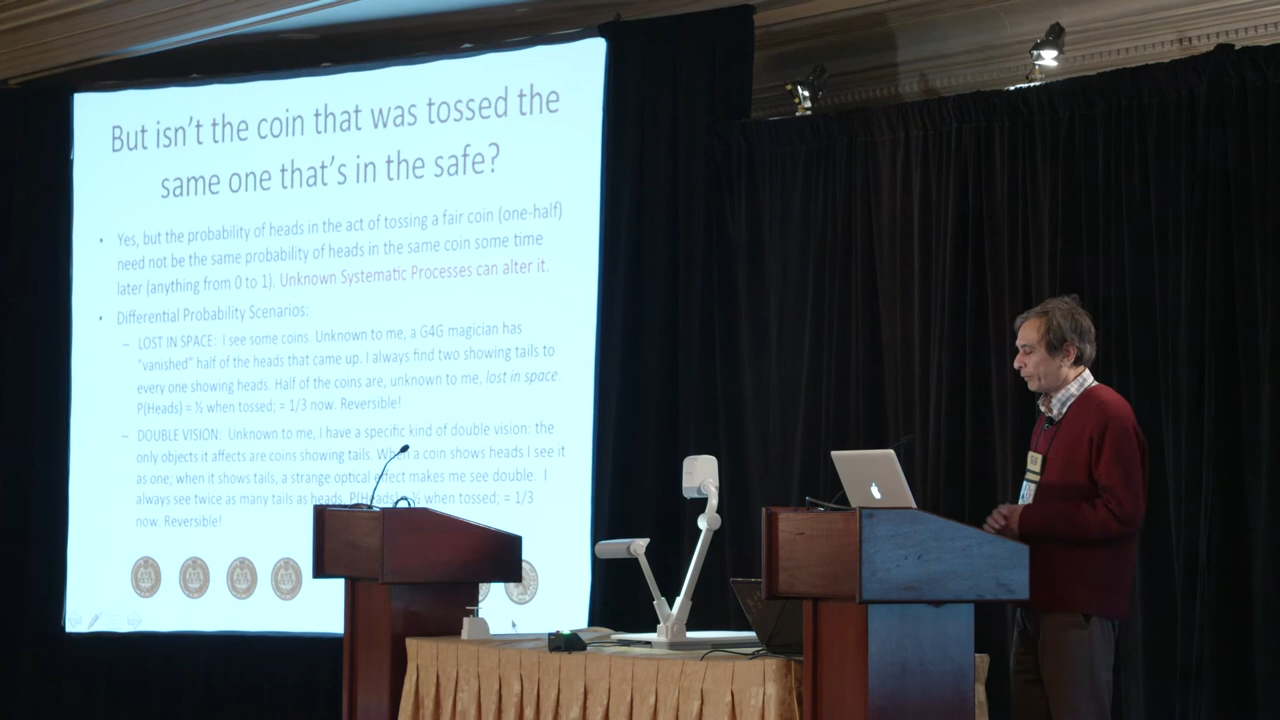 But isn't the coin that was tossed the
same one that's in the safe?
• Yes, but the probability of heads in the act of tossing a fair coin (one-half)
need not be the same probability of heads in the same coin some time
later (anything from 0 to 1). Unknown Systematic Processes can alter it.
• Differential Probability Scenarios:
– LOST IN SPACE: I see some coins. Unknown to me, a G4G magician has
"vanished" half of the heads that came up. I always find two showing tails to
every one showing heads. Half of the coins are, unknown to me, lost in space.
P(Heads) = ½ when tossed; = 1/3 now. Reversible!
– DOUBLE VISION: Unknown to me, I have a specific kind of double vision: the
only objects it affects are coins showing tails. When a coin shows heads I see it
as one; when it shows tails, a strange optical effect makes me see double. I
always see twice as many tails as heads. P(Heads) = ½ when tossed; = 1/3
now. Reversible!